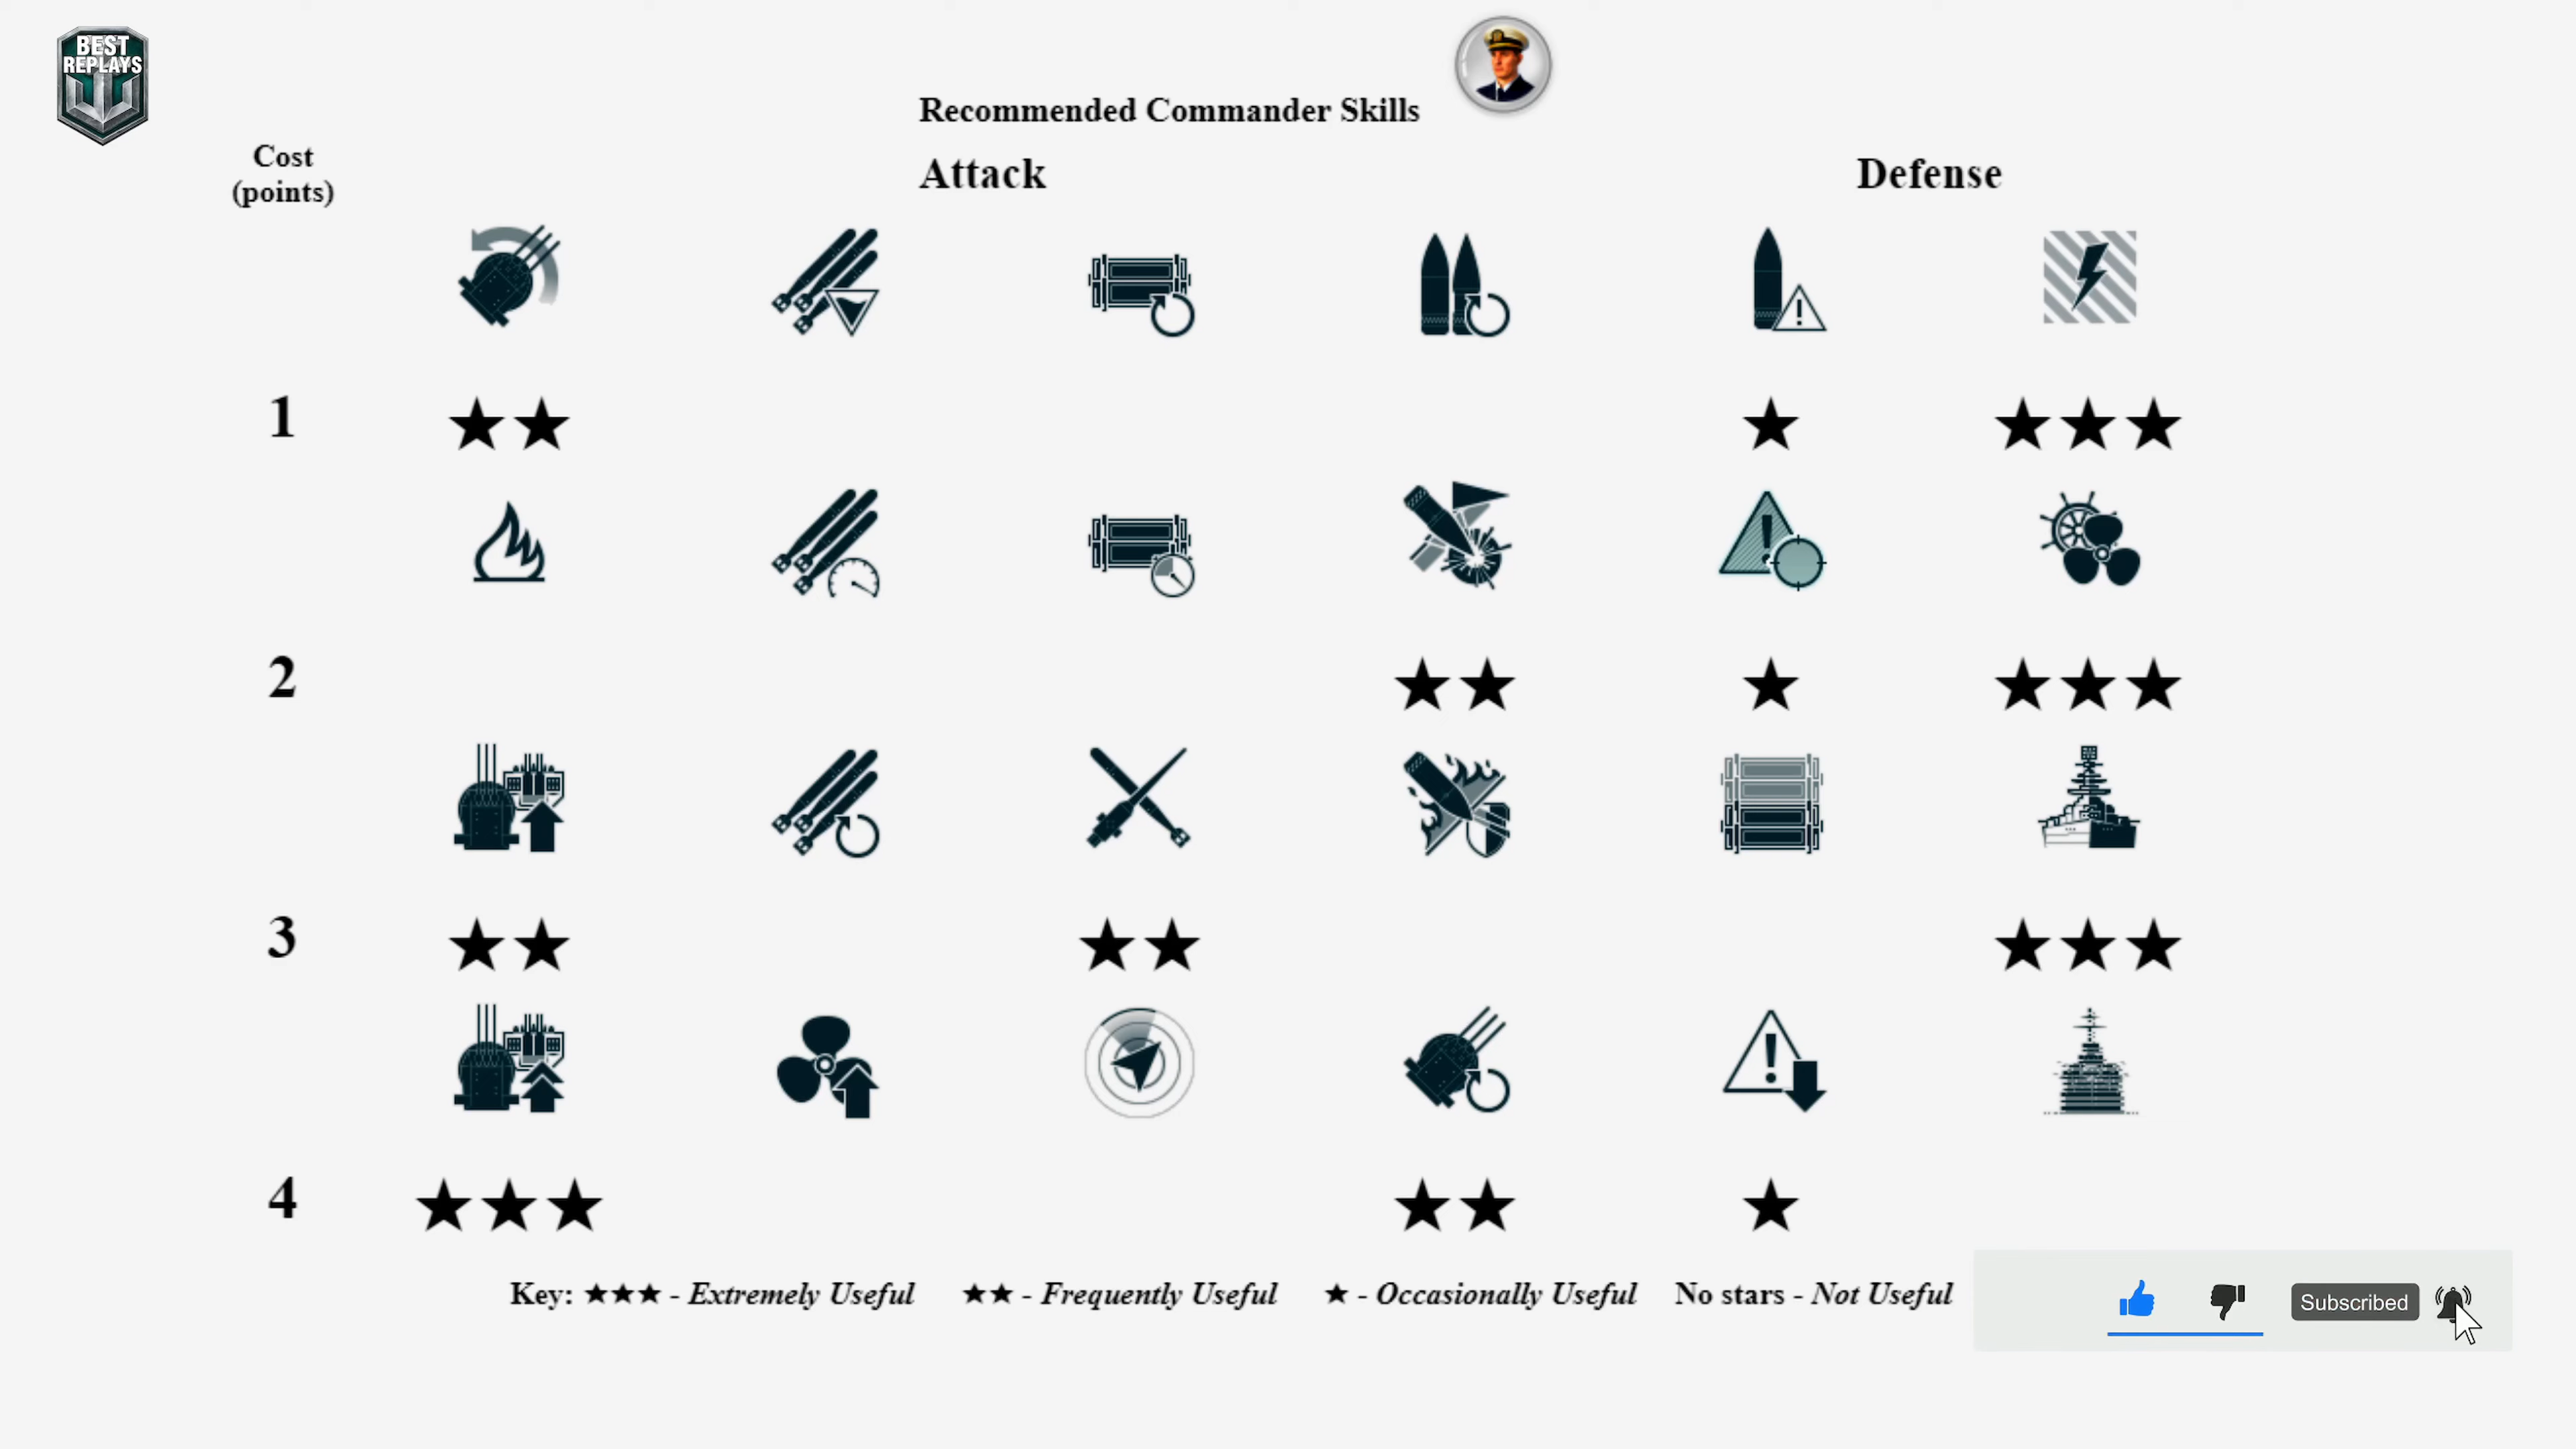 BEST
REPLAYS
Recommended Commander Skills
Cost
(points)
Attack
Defense
1
★★
★
★★★
2
★★
★
★★★
3
★★
★★
★★★
4
★★★
★★
★
Key: ★★★ - Extremely Useful ★★ - Frequently Useful ★ - Occasionally Useful No stars - Not Useful
Subscribed